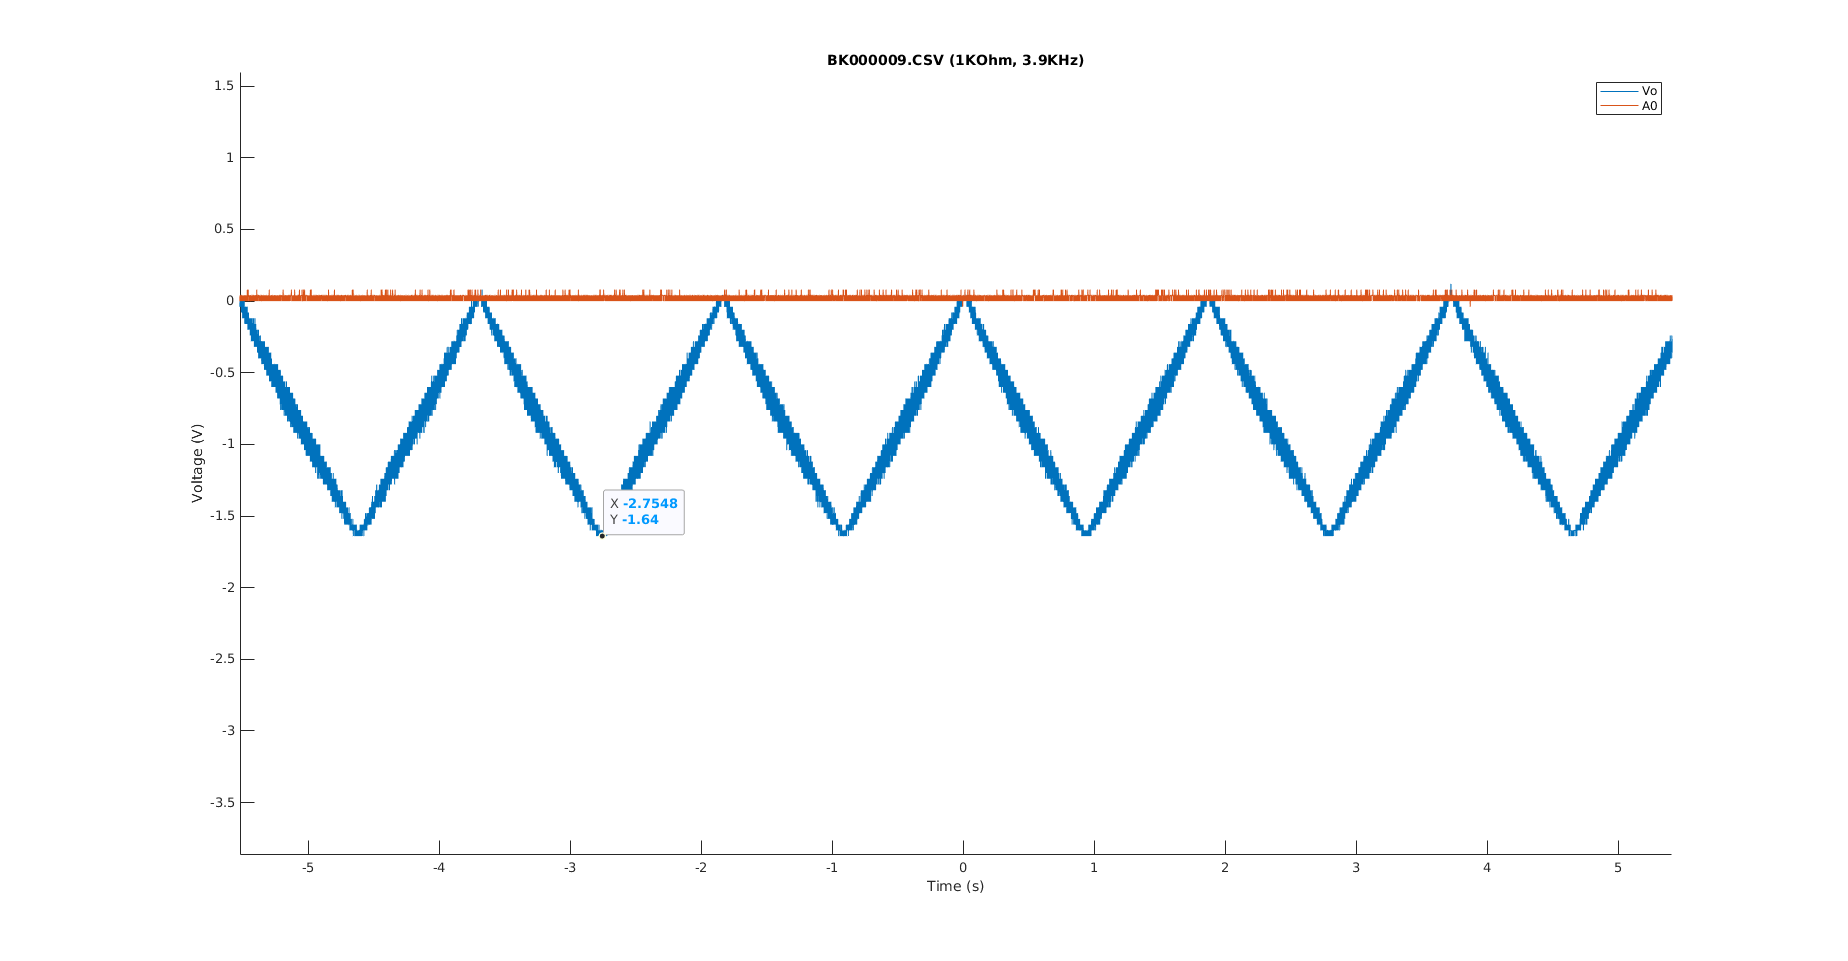 BK000009.CSV (1KOhm, 3.9KHz)
Vo
A0
1.5
1
0.5
0
-0.5
-1
-1.5
-2
-2.5
-3
-3.5
Voltage (V)
X -2.7548
Y -1.64
-5 -4 -3 -2 -1 0 1 2 3 4 5
Time (s)